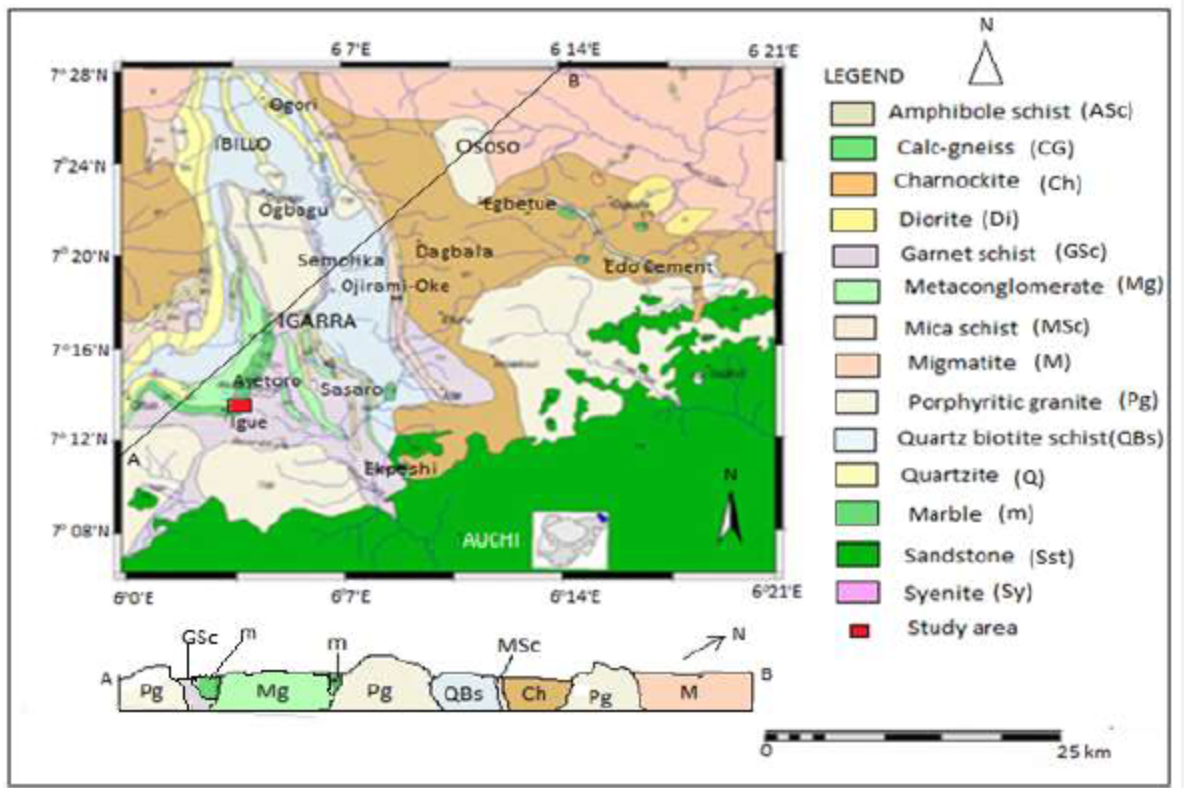 6 7'E
6 14'E
6 21'E
N
B
7° 28'N
7° 24'N
7° 20'N
7° 16'N
7° 12'N
7° 08'N
Ogori
IBILLO
Ososo
Egbetue
Ogbagu
Dagbala
Semolika
Edo Cement
Ojirami-Oke
IGARRA
Ayetoro
Sasaro
Igue
A
Ekpeshi
N
AUCHI
6°0'E
6°7'E
6°14'E
6°21'E
LEGEND
Amphibole schist (ASc)
Calc-gneiss (CG)
Charnockite (Ch)
Diorite (Di)
Garnet schist (GSc)
Metaconglomerate (Mg)
Mica schist (MSc)
Migmatite (M)
Porphyritic granite (Pg)
Quartz biotite schist(QBs)
Quartzite (Q)
Marble (m)
Sandstone (Sst)
Syenite (Sy)
Study area
GSc
m
m
MSc
N
A
Pg
Mg
Pg
QBs
Ch
Pg
M
B
0
25 km